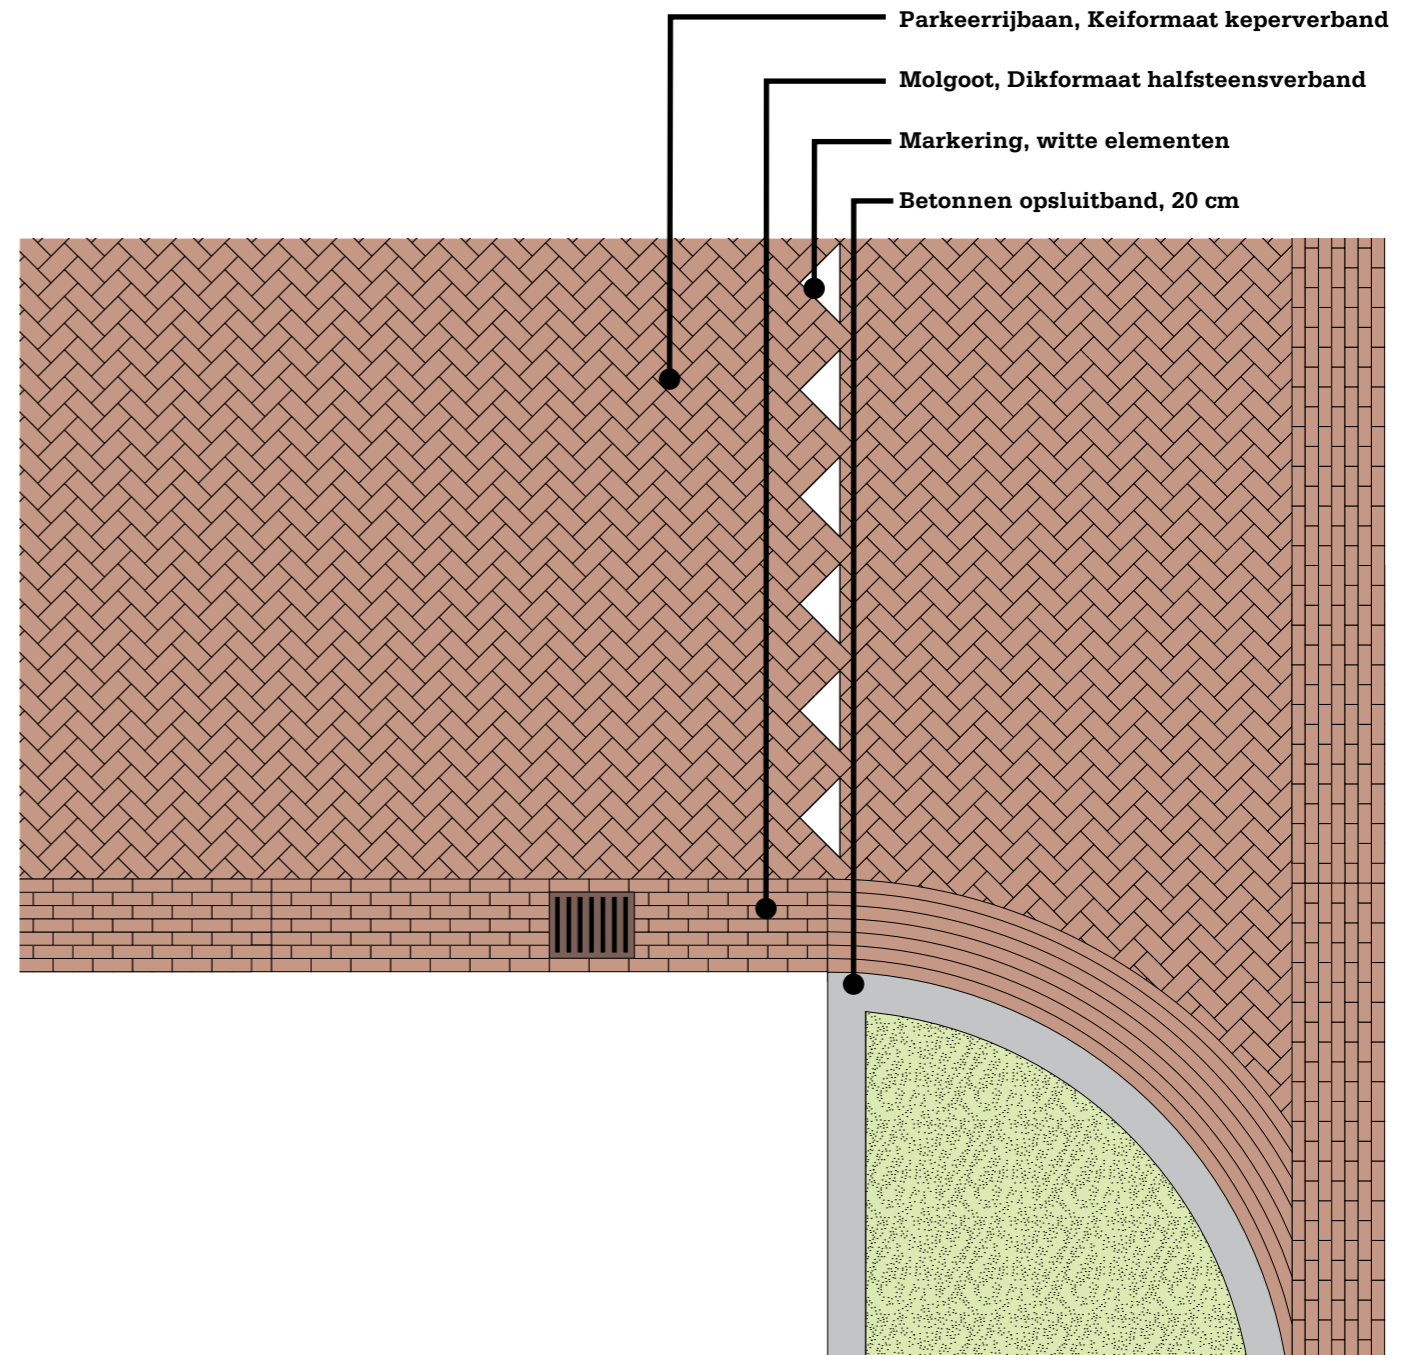 Parkeerrijbaan, Keiformaat keperverband
Molgoot, Dikformaat halfsteensverband
Markering, witte elementen
Betonnen opsluitband, 20 cm